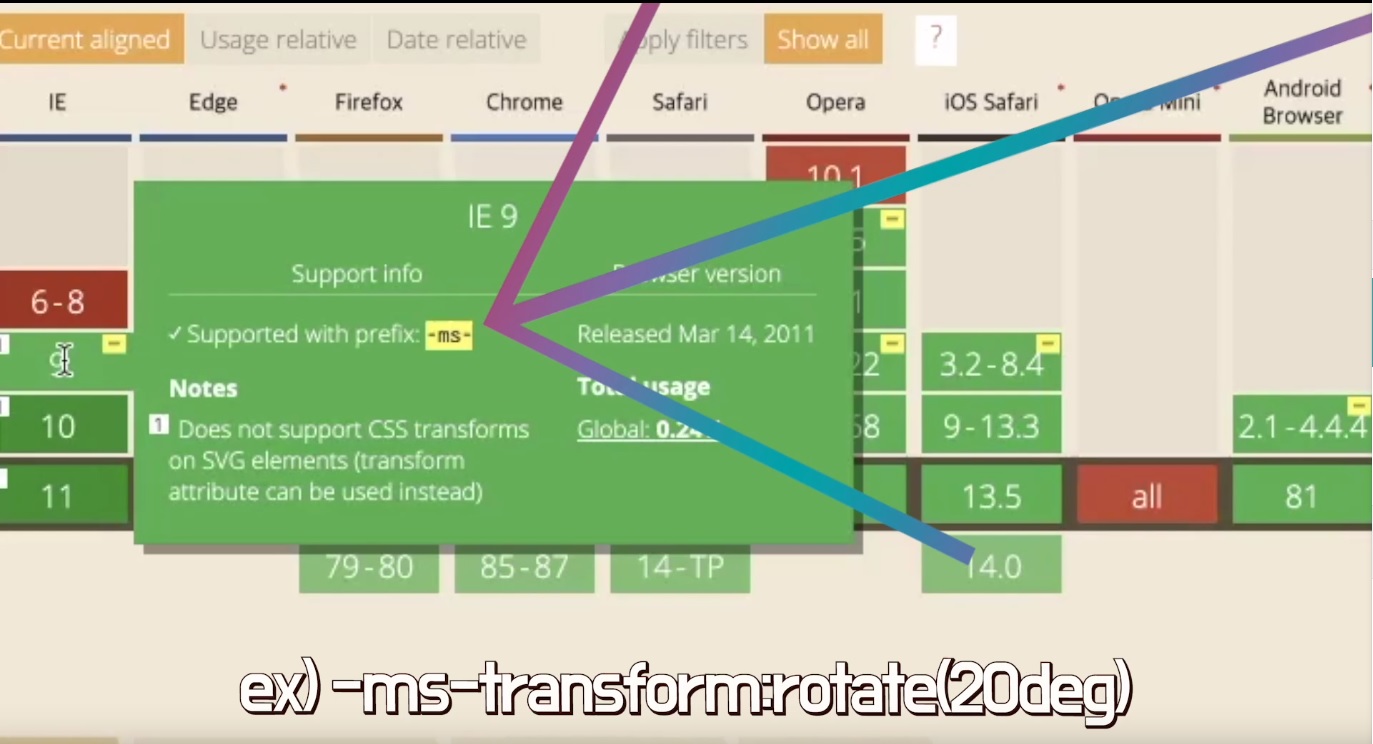 Current aligned Usage relative Date relative Apply filters Show all ?
IE Edge Firefox Chrome Safari Opera iOS Safari Opera Mini Android Browser
10.1
IE 9
Support info Browser version
6-8
✓ Supported with prefix: -ms- Released Mar 14, 2011
9 22 3.2-8.4
Notes Total usage
1 Does not support CSS transforms Global: 0.24%
10 9-13.3 2.1-4.4.4
on SVG elements (transform
attribute can be used instead)
11 13.5 all 81
79-80 85-87 14-TP 14.0
ex) -ms-transform:rotate(20deg)